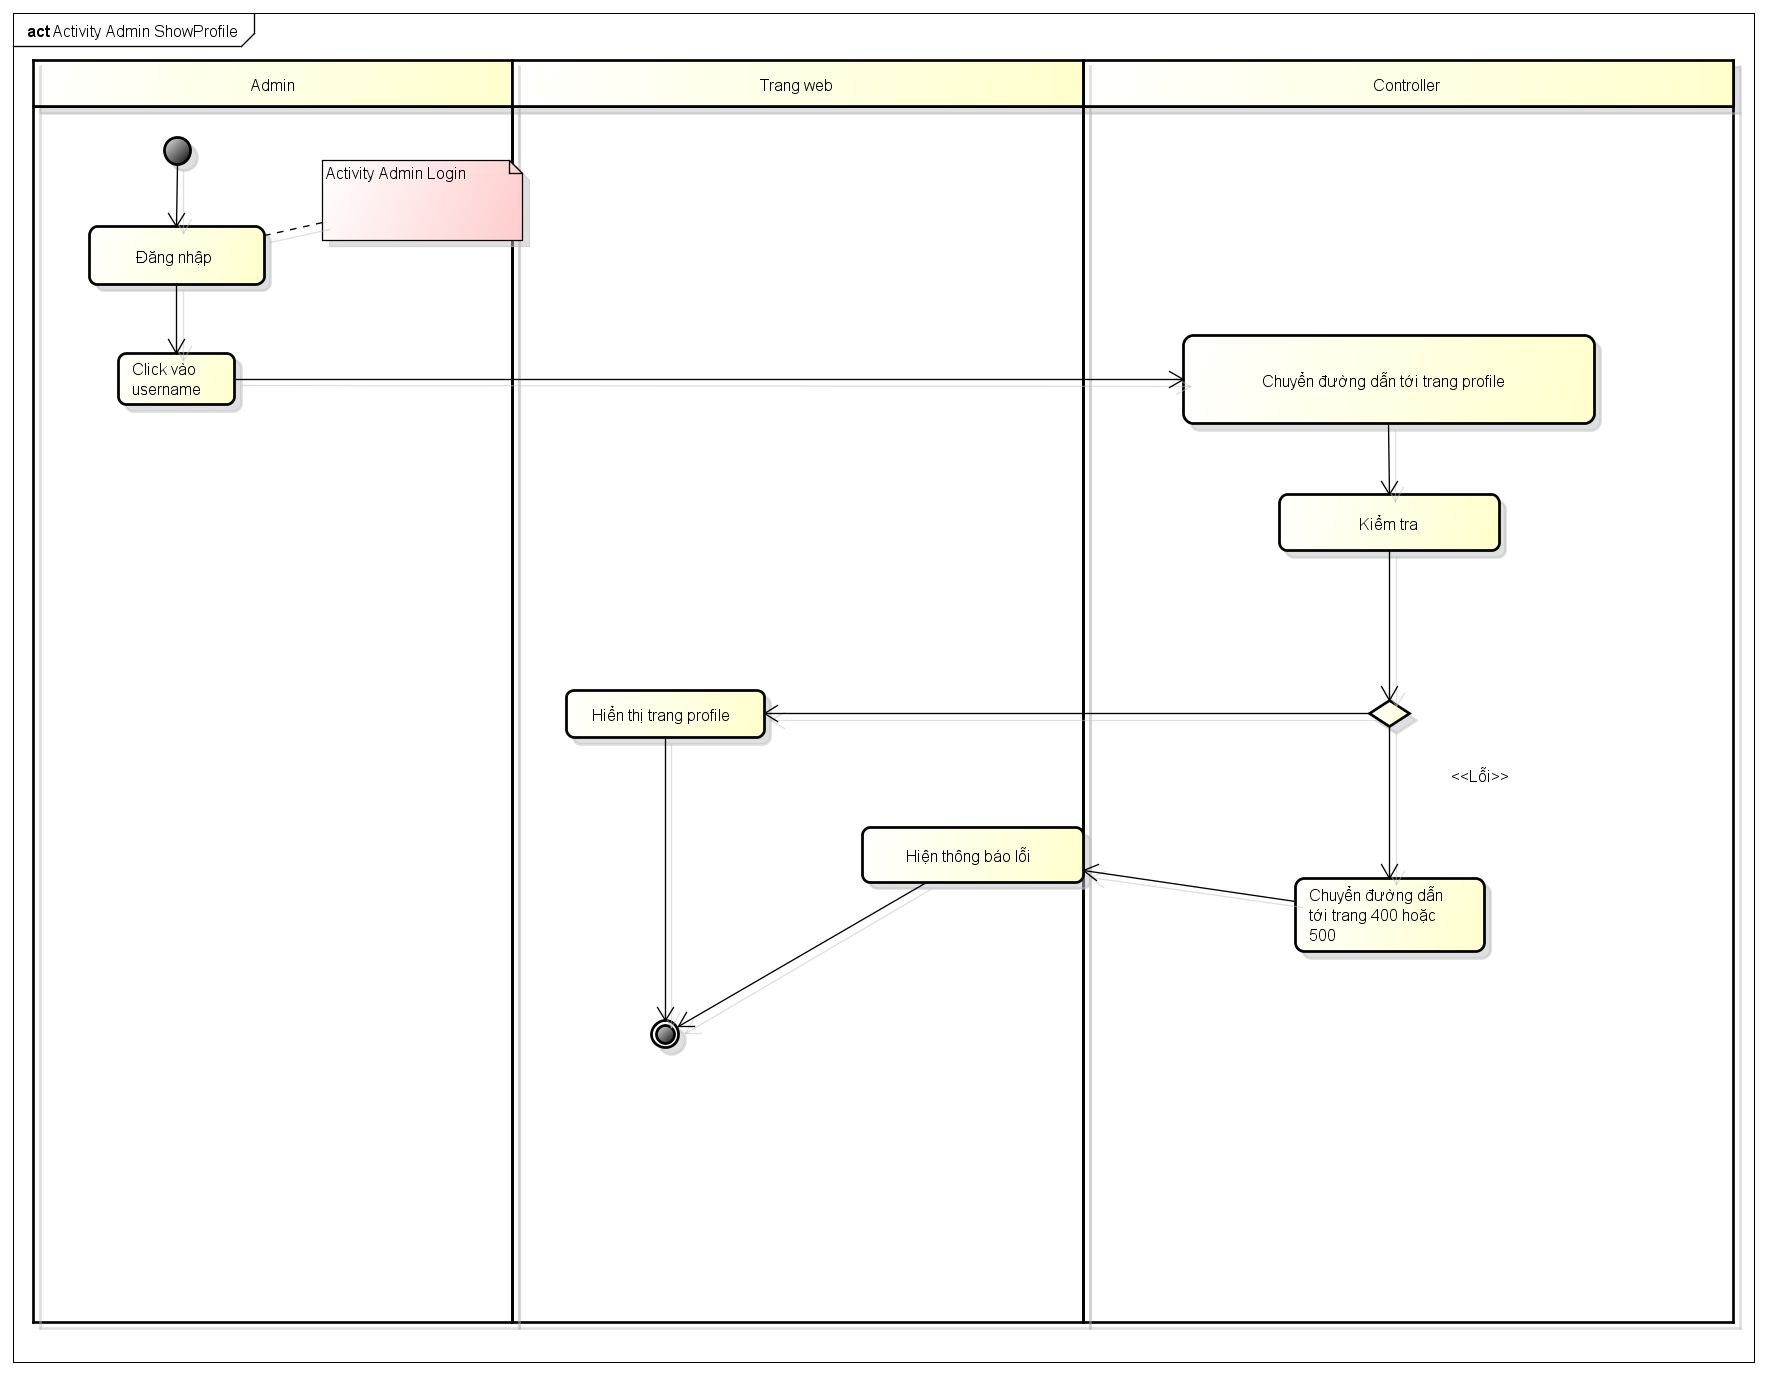 act Activity Admin ShowProfile
Admin
Trang web
Controller
Activity Admin Login
Đăng nhập
Click vào
username
Chuyển đường dẫn tới trang profile
Kiểm tra
Hiển thị trang profile
<<Lỗi>>
Hiện thông báo lỗi
Chuyển đường dẫn
tới trang 400 hoặc
500